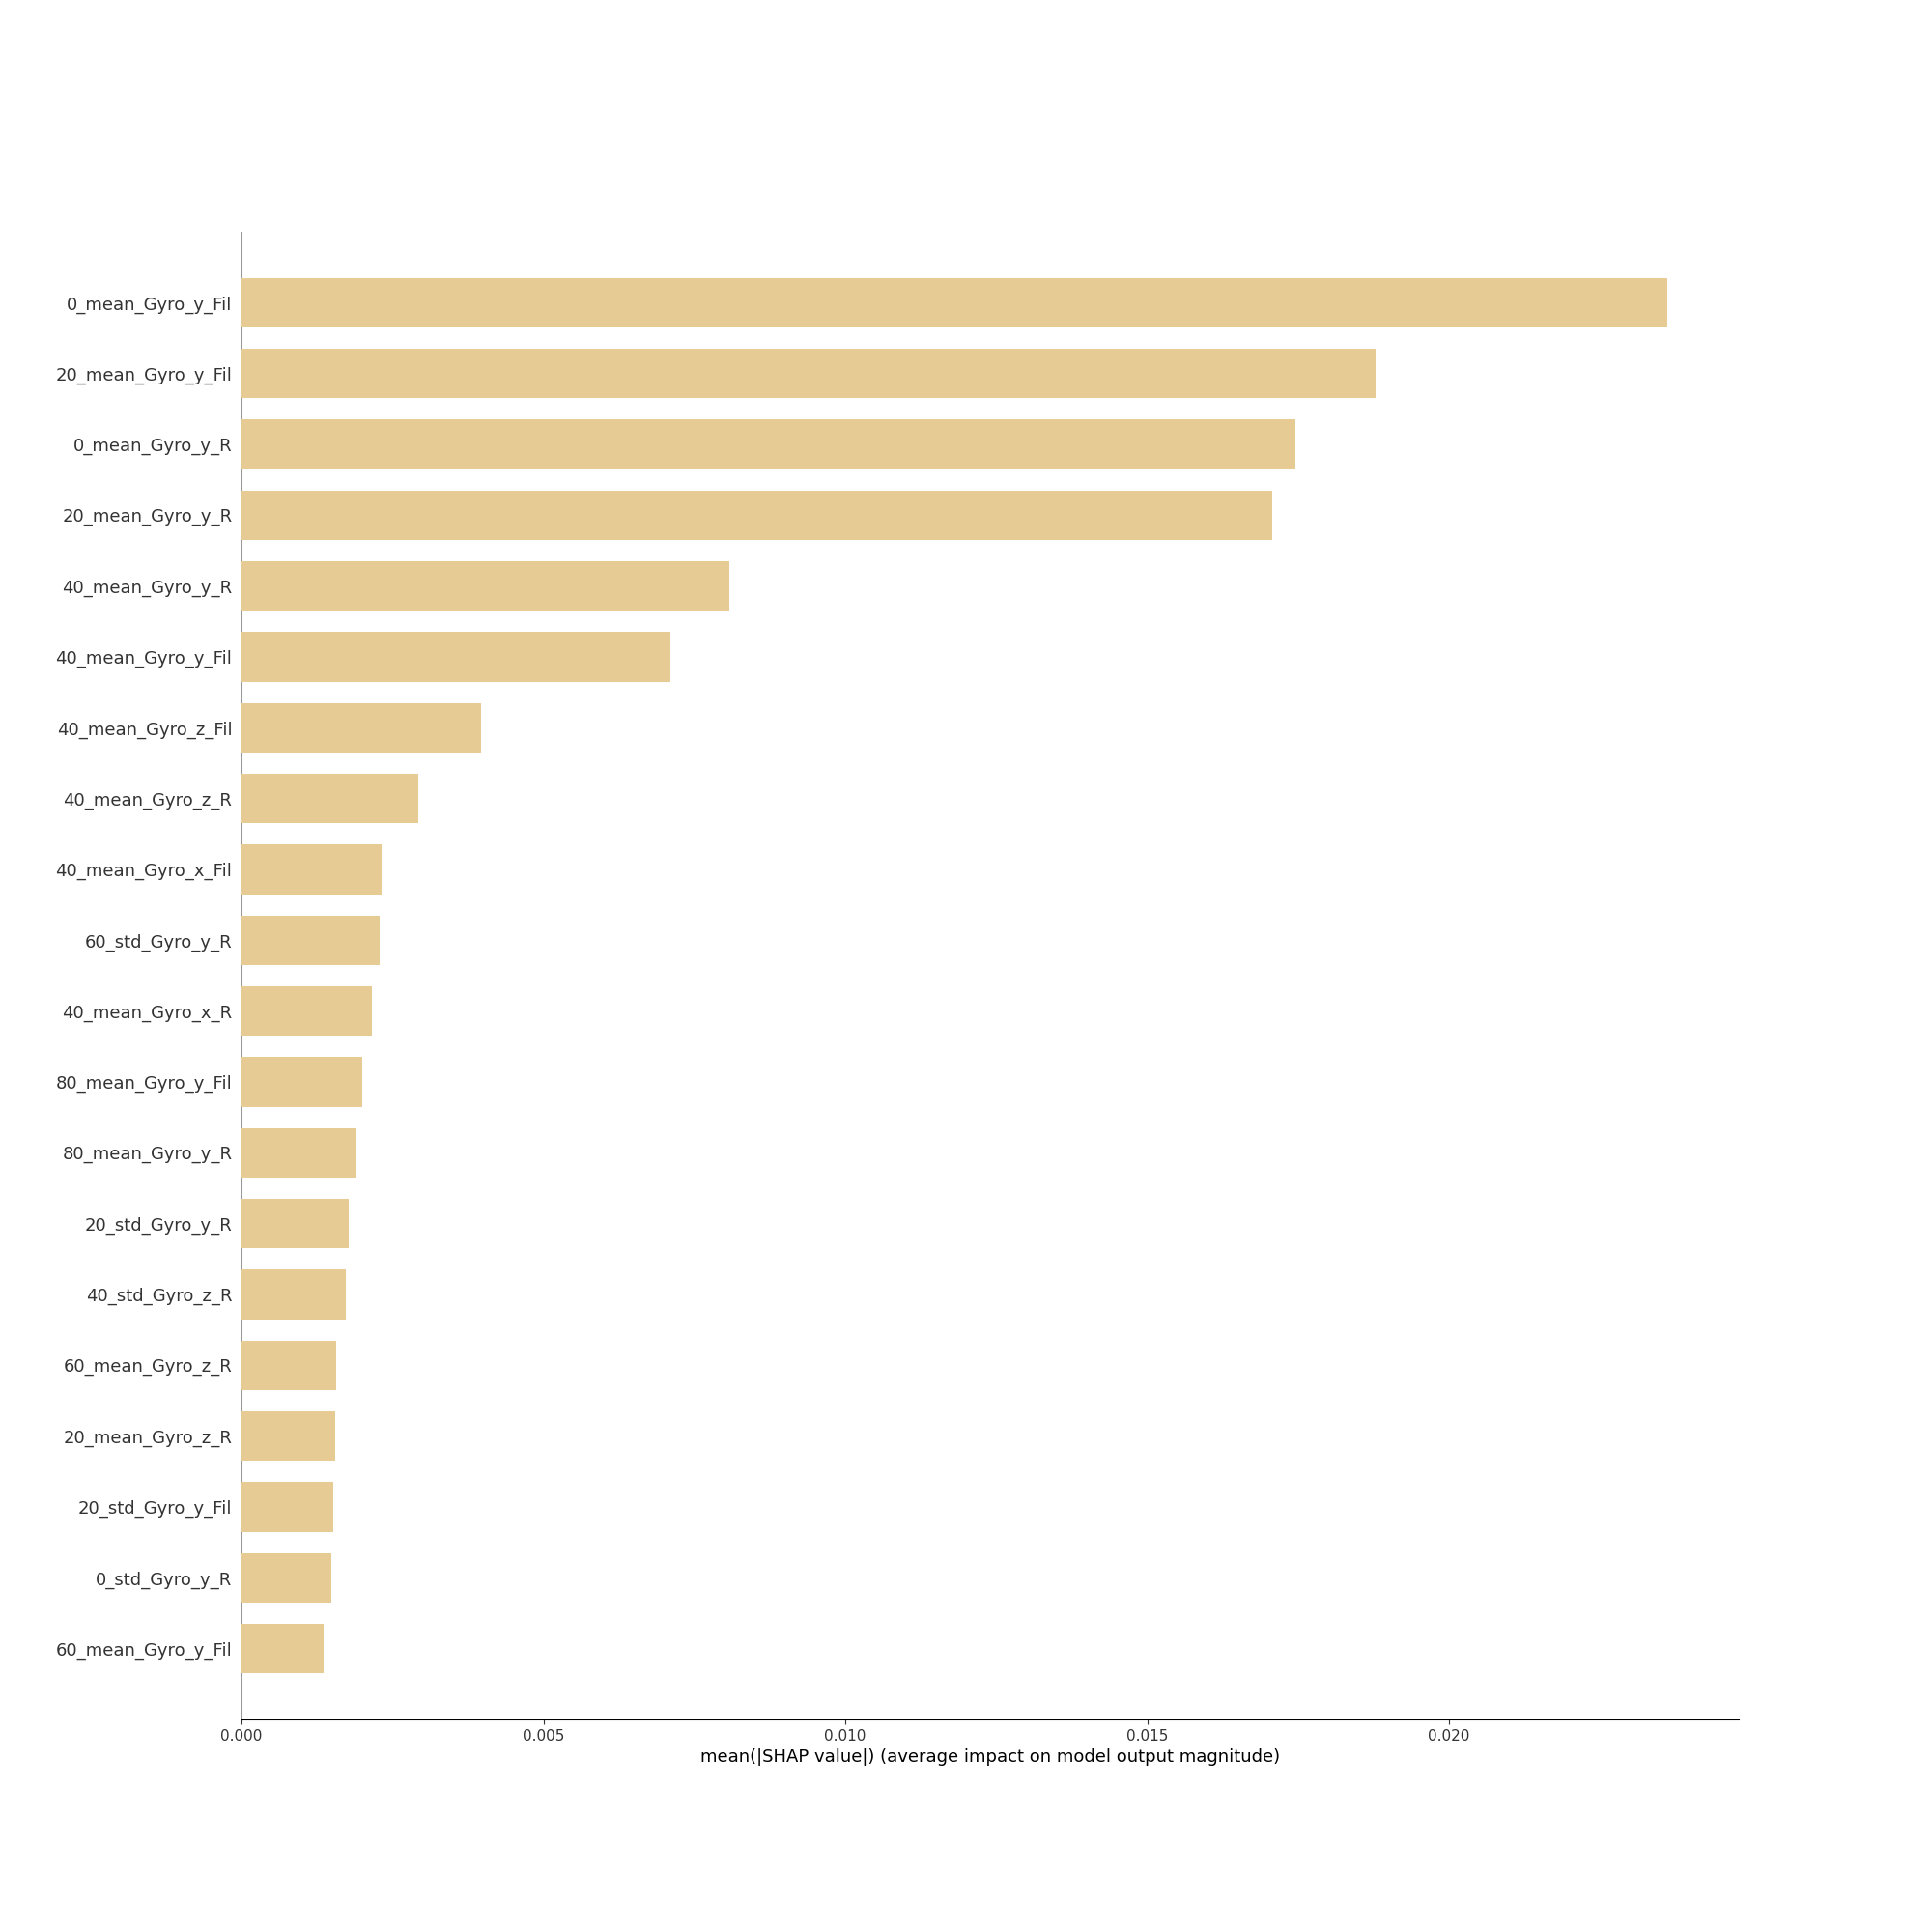 0_mean_Gyro_y_Fil
20_mean_Gyro_y_Fil
0_mean_Gyro_y_R
20_mean_Gyro_y_R
40_mean_Gyro_y_R
40_mean_Gyro_y_Fil
40_mean_Gyro_z_Fil
40_mean_Gyro_z_R
40_mean_Gyro_x_Fil
60_std_Gyro_y_R
40_mean_Gyro_x_R
80_mean_Gyro_y_Fil
80_mean_Gyro_y_R
20_std_Gyro_y_R
40_std_Gyro_z_R
60_mean_Gyro_z_R
20_mean_Gyro_z_R
20_std_Gyro_y_Fil
0_std_Gyro_y_R
60_mean_Gyro_y_Fil
0.000 0.005 0.010 0.015 0.020
mean(|SHAP value|) (average impact on model output magnitude)